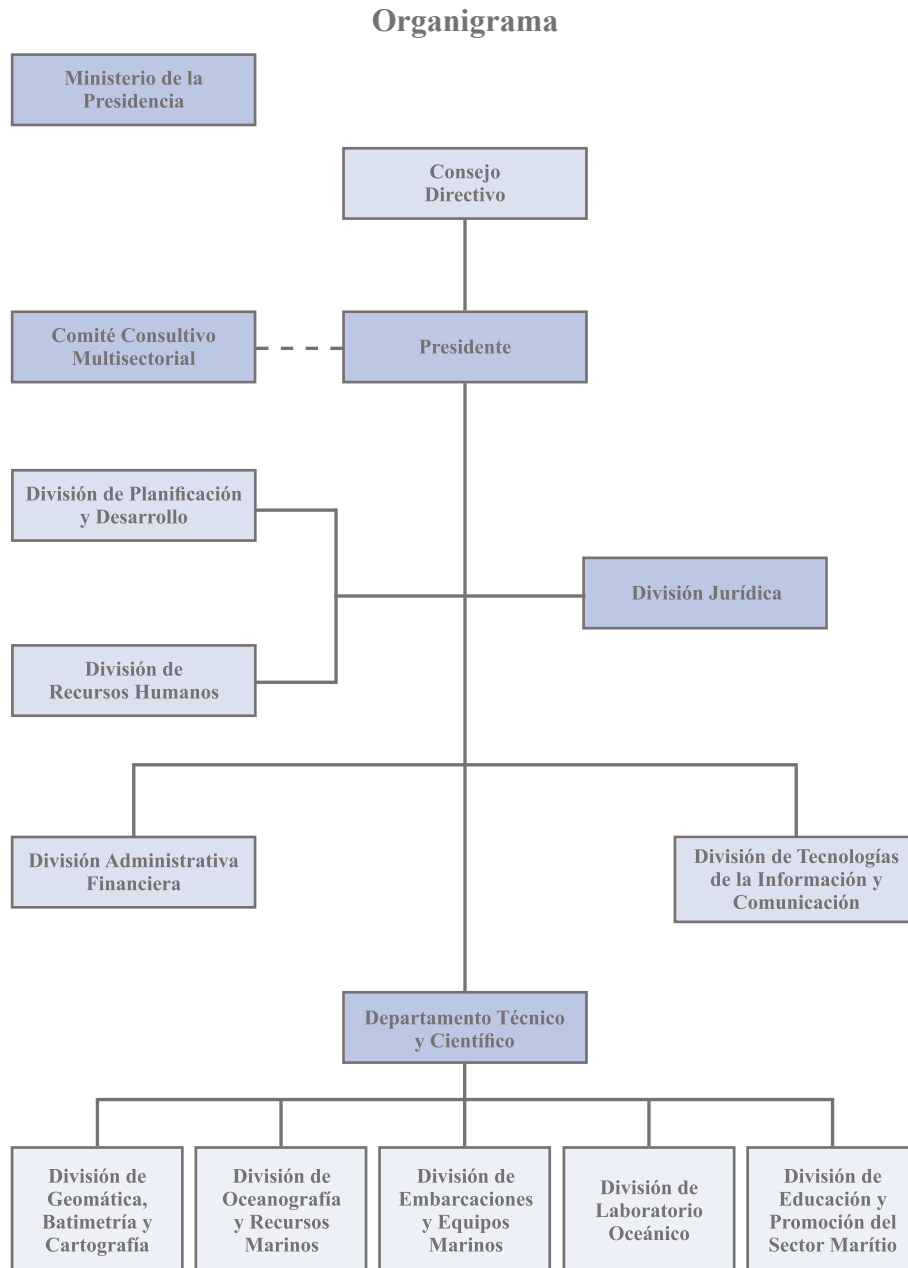 Organigrama
Ministerio de la
Presidencia
Consejo
Directivo
Comité Consultivo
Multisectorial
Presidente
División de Planificación
y Desarrollo
División Jurídica
División de
Recursos Humanos
División Administrativa
Financiera
División de Tecnologías
de la Información y
Comunicación
Departamento Técnico
y Científico
División de
Geomática,
Batimetría y
Cartografía
División de
Oceanografía
y Recursos
Marinos
División de
Embarcaciones
y Equipos
Marinos
División de
Laboratorio
Oceánico
División de
Educación y
Promoción del
Sector Marítio